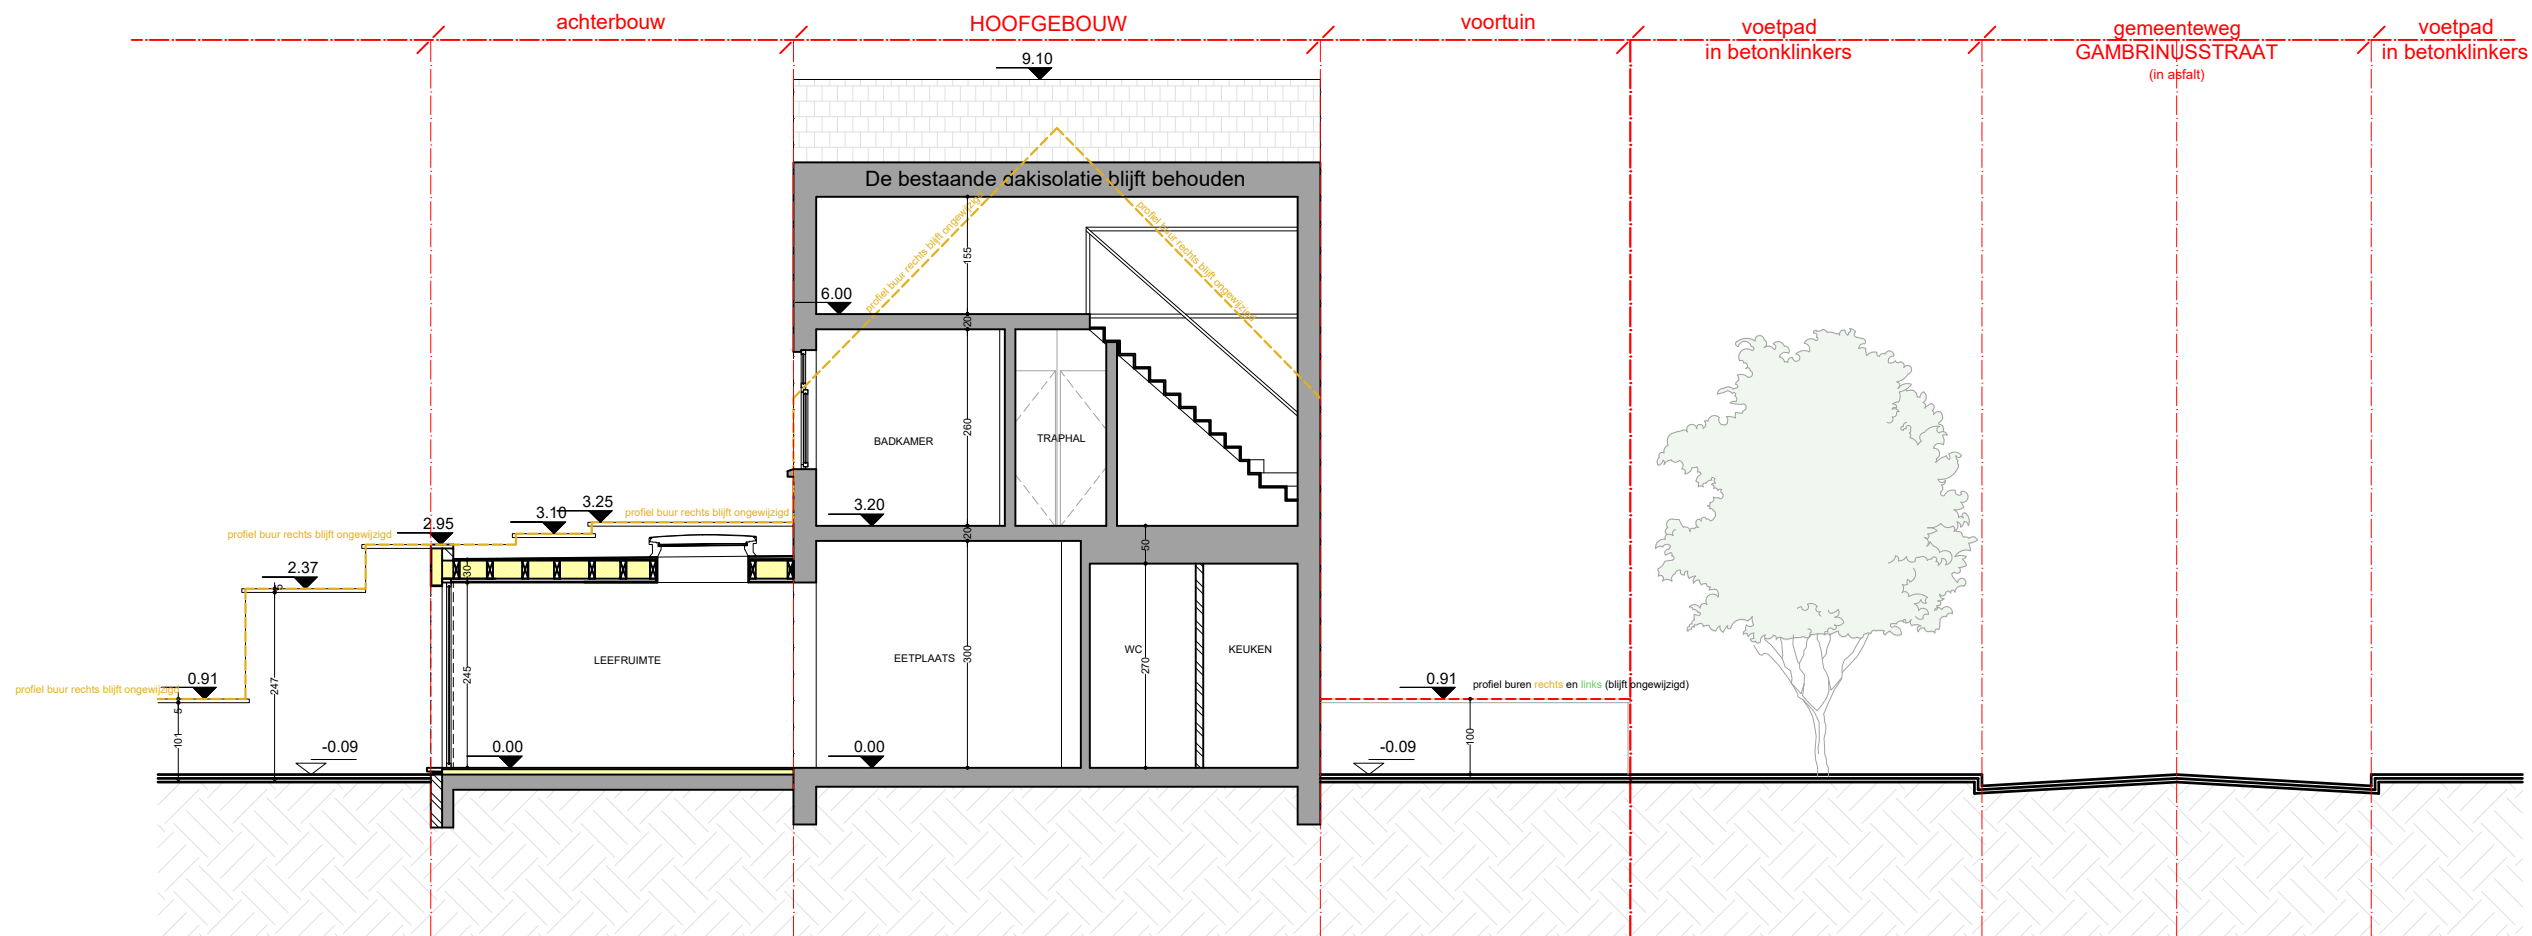 achterbouw
HOOFGEBOUW
voortuin
voetpad
in betonklinkers
gemeenteweg
GAMBRINUSSTRAAT
(in asfalt)
voetpad
in betonklinkers
9.10
De bestaande dakisolatie blijft behouden
profiel buur rechts blijft ongewijzigd
profiel buur rechts blijft ongewijzigd
155
6.00
20
260
BADKAMER
TRAPHAL
3.20
20
50
3.25
3.10
2.95
profiel buur rechts blijft ongewijzigd
profiel buur rechts blijft ongewijzigd
2.37
5
30
247
245
LEEFRUIMTE
EETPLAATS
300
WC
270
KEUKEN
0.91
profiel buur rechts blijft ongewijzigd
5
101
-0.09
0.00
0.00
0.91
profiel buren rechts en links (blijft ongewijzigd)
100
-0.09